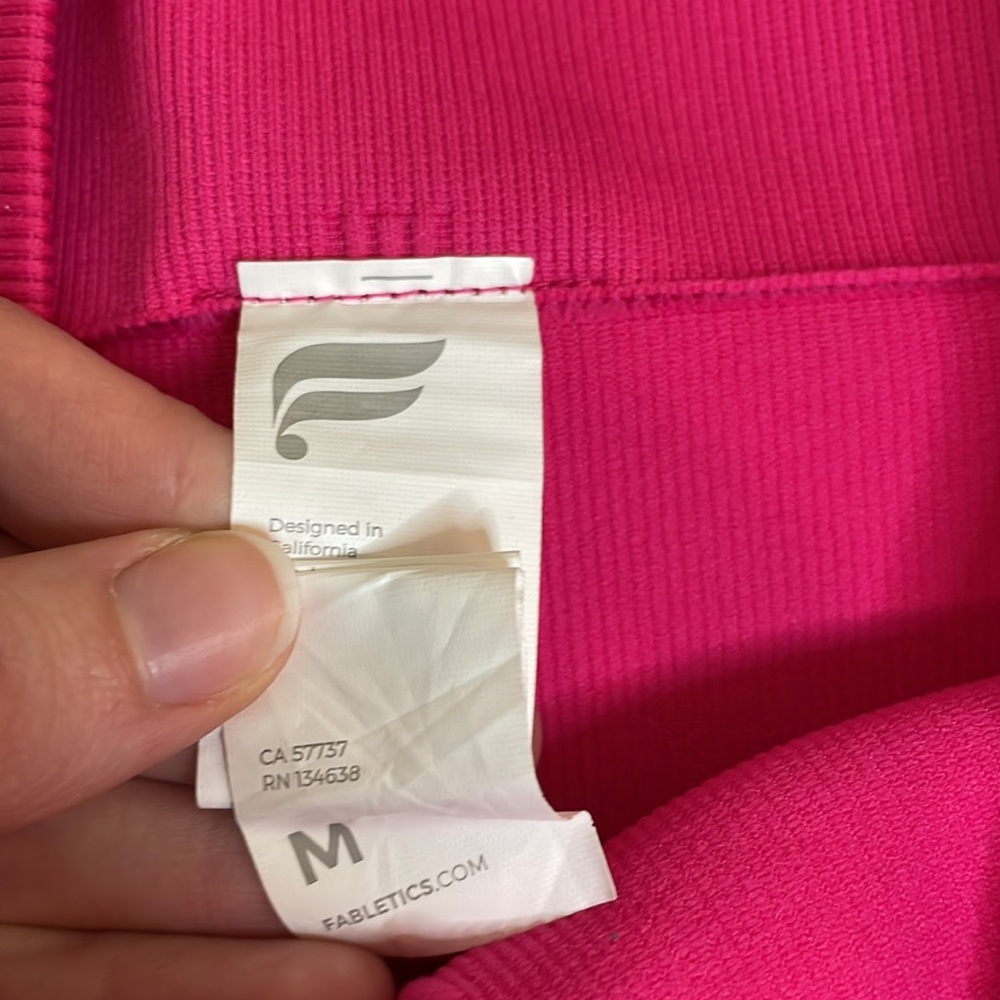 Designed in
California
CA 57737
RN 134638
M
FABLETICS.COM